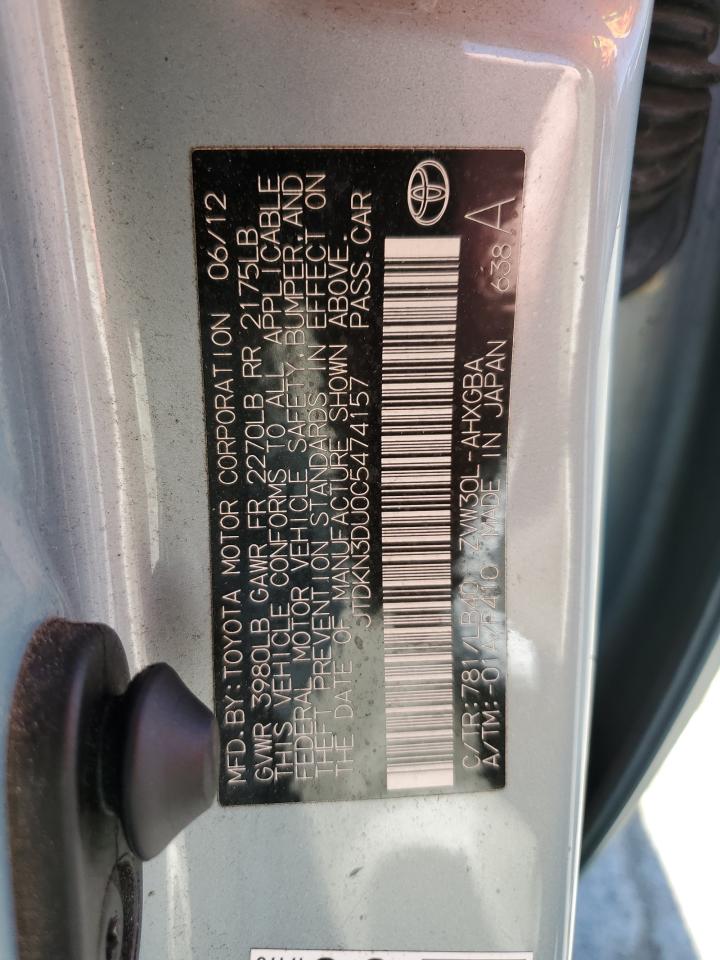 MFD. BY: TOYOTA MOTOR CORPORATION 06/12
GVWR 3980LB GAWR FR 2270LB RR 2175LB
THIS VEHICLE CONFORMS TO ALL APPLICABLE
FEDERAL MOTOR VEHICLE SAFETY, BUMPER, AND
THEFT PREVENTION STANDARDS IN EFFECT ON
THE DATE OF MANUFACTURE SHOWN ABOVE.
JTDKN3DU0C5474157 PASS. CAR
C/TR: 781/LB40 ZVW30L-AHXGBA
A/TM: -01A/P410 MADE IN JAPAN 638 A